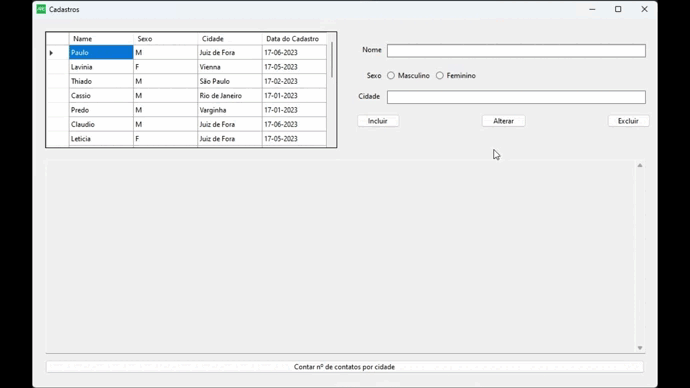 Cadastros
Name Sexo Cidade Data do Cadastro
Paulo M Juiz de Fora 17-06-2023
Lavinia F Vienna 17-05-2023
Thiado M São Paulo 17-02-2023
Cassio M Rio de Janeiro 17-01-2023
Predo M Varginha 17-01-2023
Claudio M Juiz de Fora 17-06-2023
Leticia F Juiz de Fora 17-05-2023
Nome
Sexo Masculino Feminino
Cidade
Incluir Alterar Excluir
Contar nº de contatos por cidade